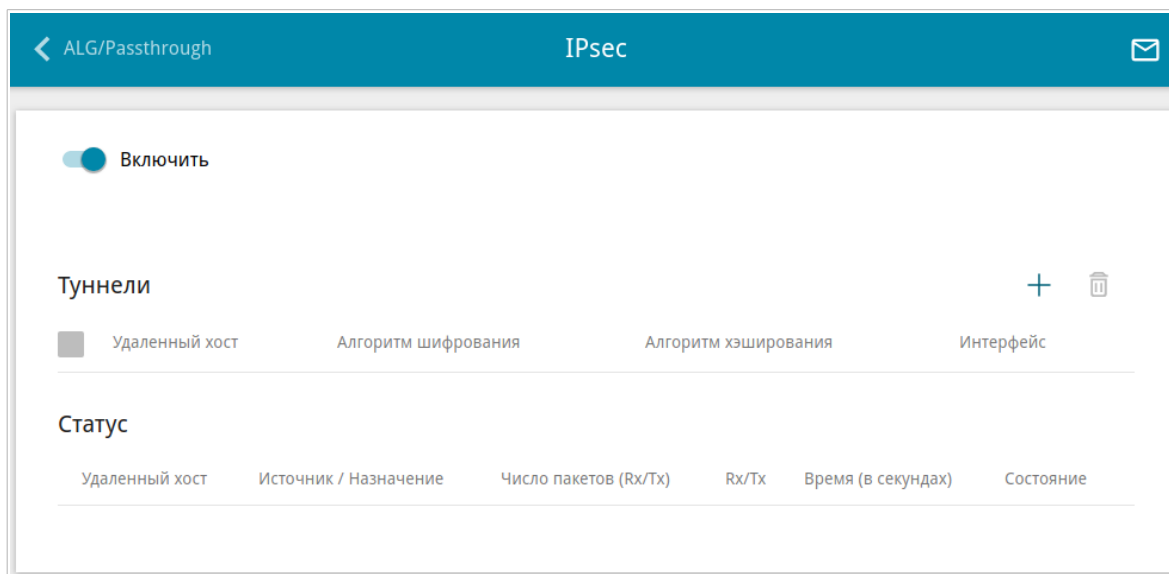 ALG/Passthrough
IPsec
Включить
Туннели
Удаленный хост Алгоритм шифрования Алгоритм хэширования Интерфейс
Статус
Удаленный хост Источник / Назначение Число пакетов (Rx/Tx) Rx/Tx Время (в секундах) Состояние